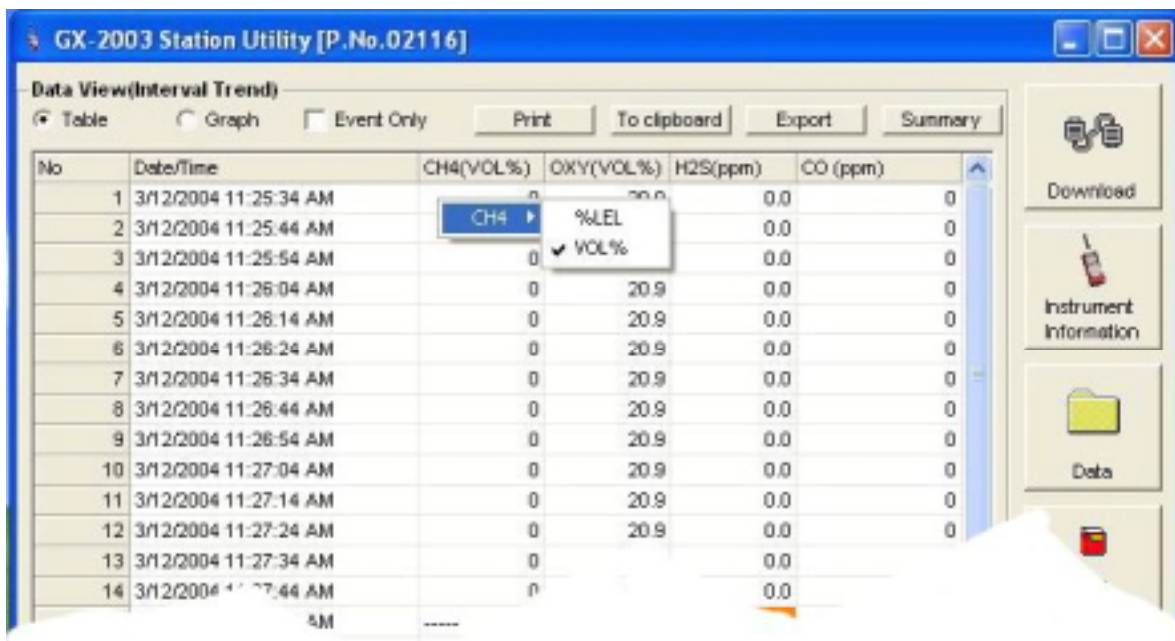 GX-2003 Station Utility [P.No.02116]
Data View(Interval Trend)
Table Graph Event Only Print To clipboard Export Summary
No Date/Time CH4(VOL%) OXY(VOL%) H2S(ppm) CO (ppm)
1 3/12/2004 11:25:34 AM 0 20.9 0.0 0
CH4 %LEL
2 3/12/2004 11:25:44 AM 0.0 0
VOL%
3 3/12/2004 11:25:54 AM 0 0.0 0
4 3/12/2004 11:26:04 AM 0 20.9 0.0 0
5 3/12/2004 11:26:14 AM 0 20.9 0.0 0
6 3/12/2004 11:26:24 AM 0 20.9 0.0 0
7 3/12/2004 11:26:34 AM 0 20.9 0.0 0
8 3/12/2004 11:26:44 AM 0 20.9 0.0 0
9 3/12/2004 11:26:54 AM 0 20.9 0.0 0
10 3/12/2004 11:27:04 AM 0 20.9 0.0 0
11 3/12/2004 11:27:14 AM 0 20.9 0.0 0
12 3/12/2004 11:27:24 AM 0 20.9 0.0 0
13 3/12/2004 11:27:34 AM 0 0.0
14 0.0
AM -----
Download
Instrument
Information
Data